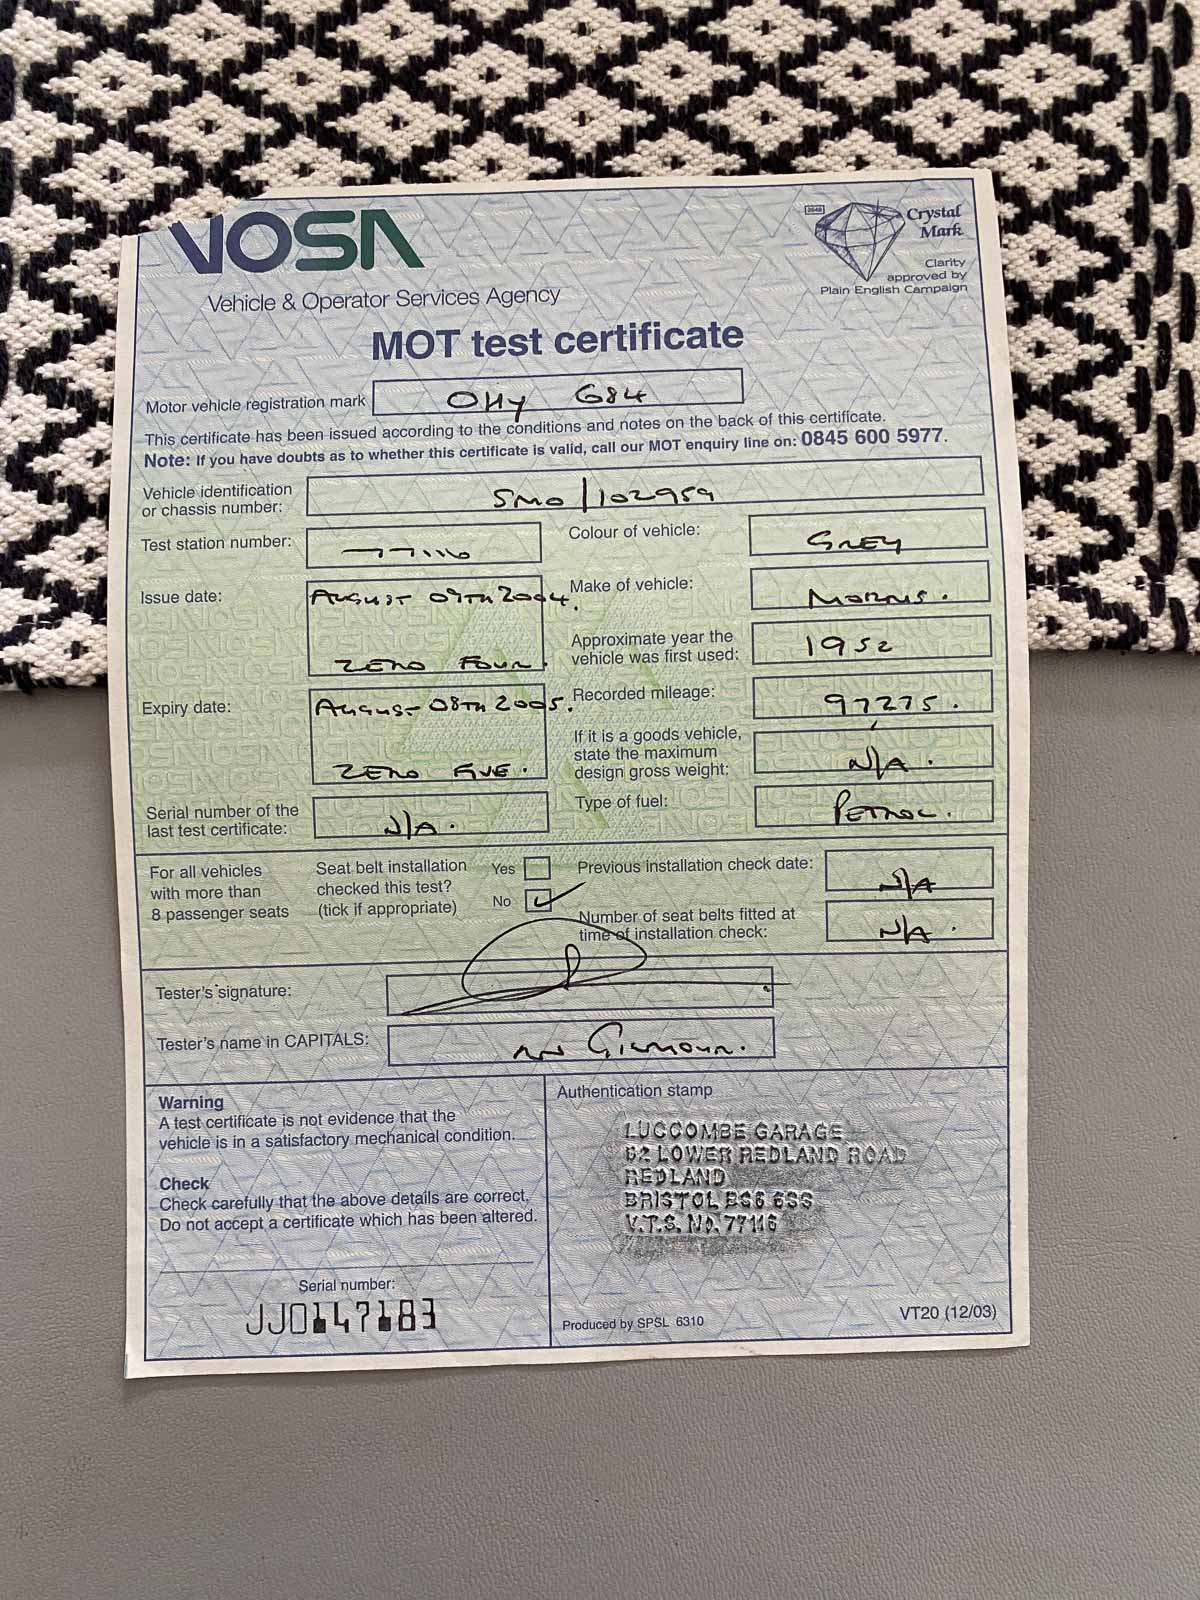 VOSA
Vehicle & Operator Services Agency
Crystal
Mark
Clarity
approved by
Plain English Campaign
MOT test certificate
Motor vehicle registration mark OHY 684
This certificate has been issued according to the conditions and notes on the back of this certificate.
Note: If you have doubts as to whether this certificate is valid, call our MOT enquiry line on: 0845 600 5977.
Vehicle identification
or chassis number: SMO/102959
Test station number: 77116
Colour of vehicle: GREY
Issue date: AUGUST 09TH 2004.
ZERO FOUR.
Make of vehicle: MORRIS.
Approximate year the
vehicle was first used: 1952
Expiry date: AUGUST 08TH 2005.
ZERO FIVE.
Recorded mileage: 97275.
If it is a goods vehicle,
state the maximum
design gross weight: N/A.
Serial number of the
last test certificate: N/A.
Type of fuel: PETROL.
For all vehicles
with more than
8 passenger seats
Seat belt installation
checked this test?
(tick if appropriate)
Yes
No ✓
Previous installation check date: N/A
Number of seat belts fitted at
time of installation check: N/A.
Tester's signature:
Tester's name in CAPITALS: GILMOUR.
Warning
A test certificate is not evidence that the
vehicle is in a satisfactory mechanical condition.
Check
Check carefully that the above details are correct.
Do not accept a certificate which has been altered.
Serial number:
JJ0147183
Authentication stamp
LUCCOMBE GARAGE
62 LOWER REDLAND ROAD
REDLAND
BRISTOL BS6 6SS
V.T.S. No. 77116
Produced by SPSL 6310
VT20 (12/03)